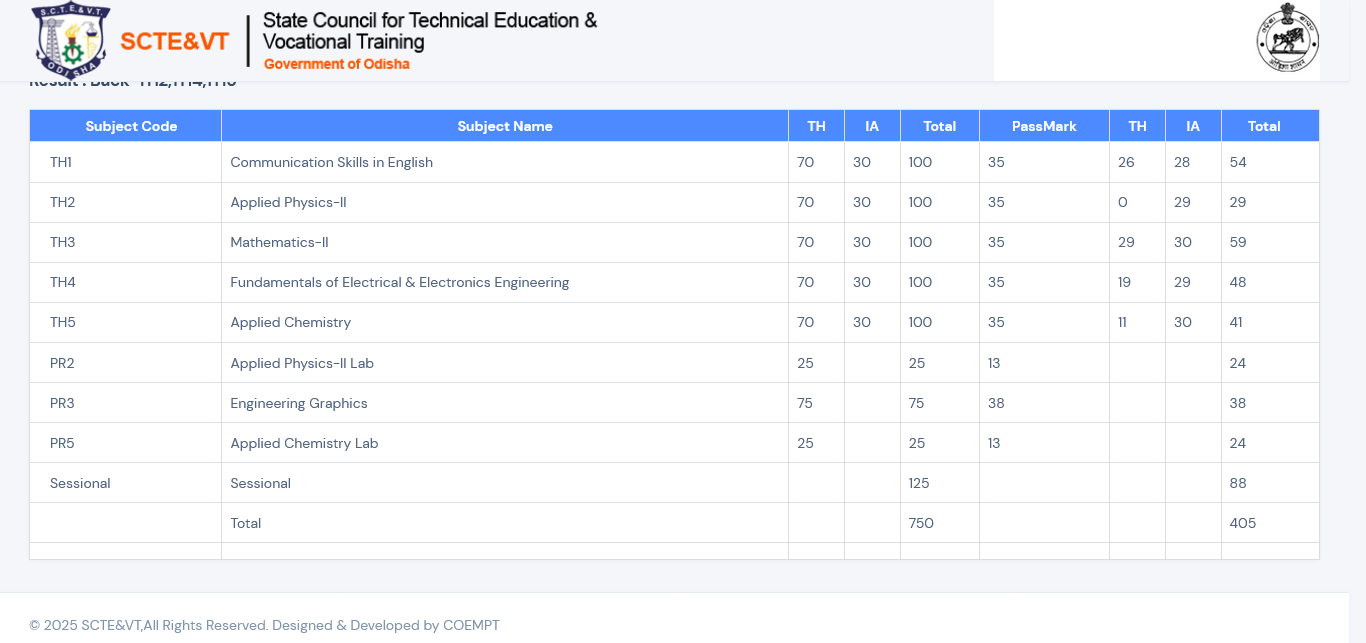 S.C.T.E.&V.T.
ODISHA
SCTE&VT
State Council for Technical Education &
Vocational Training
Government of Odisha
Result : Back TH2,TH4,TH5
Subject Code Subject Name TH IA Total PassMark TH IA Total
TH1 Communication Skills in English 70 30 100 35 26 28 54
TH2 Applied Physics-II 70 30 100 35 0 29 29
TH3 Mathematics-II 70 30 100 35 29 30 59
TH4 Fundamentals of Electrical & Electronics Engineering 70 30 100 35 19 29 48
TH5 Applied Chemistry 70 30 100 35 11 30 41
PR2 Applied Physics-II Lab 25 25 13 24
PR3 Engineering Graphics 75 75 38 38
PR5 Applied Chemistry Lab 25 25 13 24
Sessional Sessional 125 88
Total 750 405
© 2025 SCTE&VT,All Rights Reserved. Designed & Developed by COEMPT